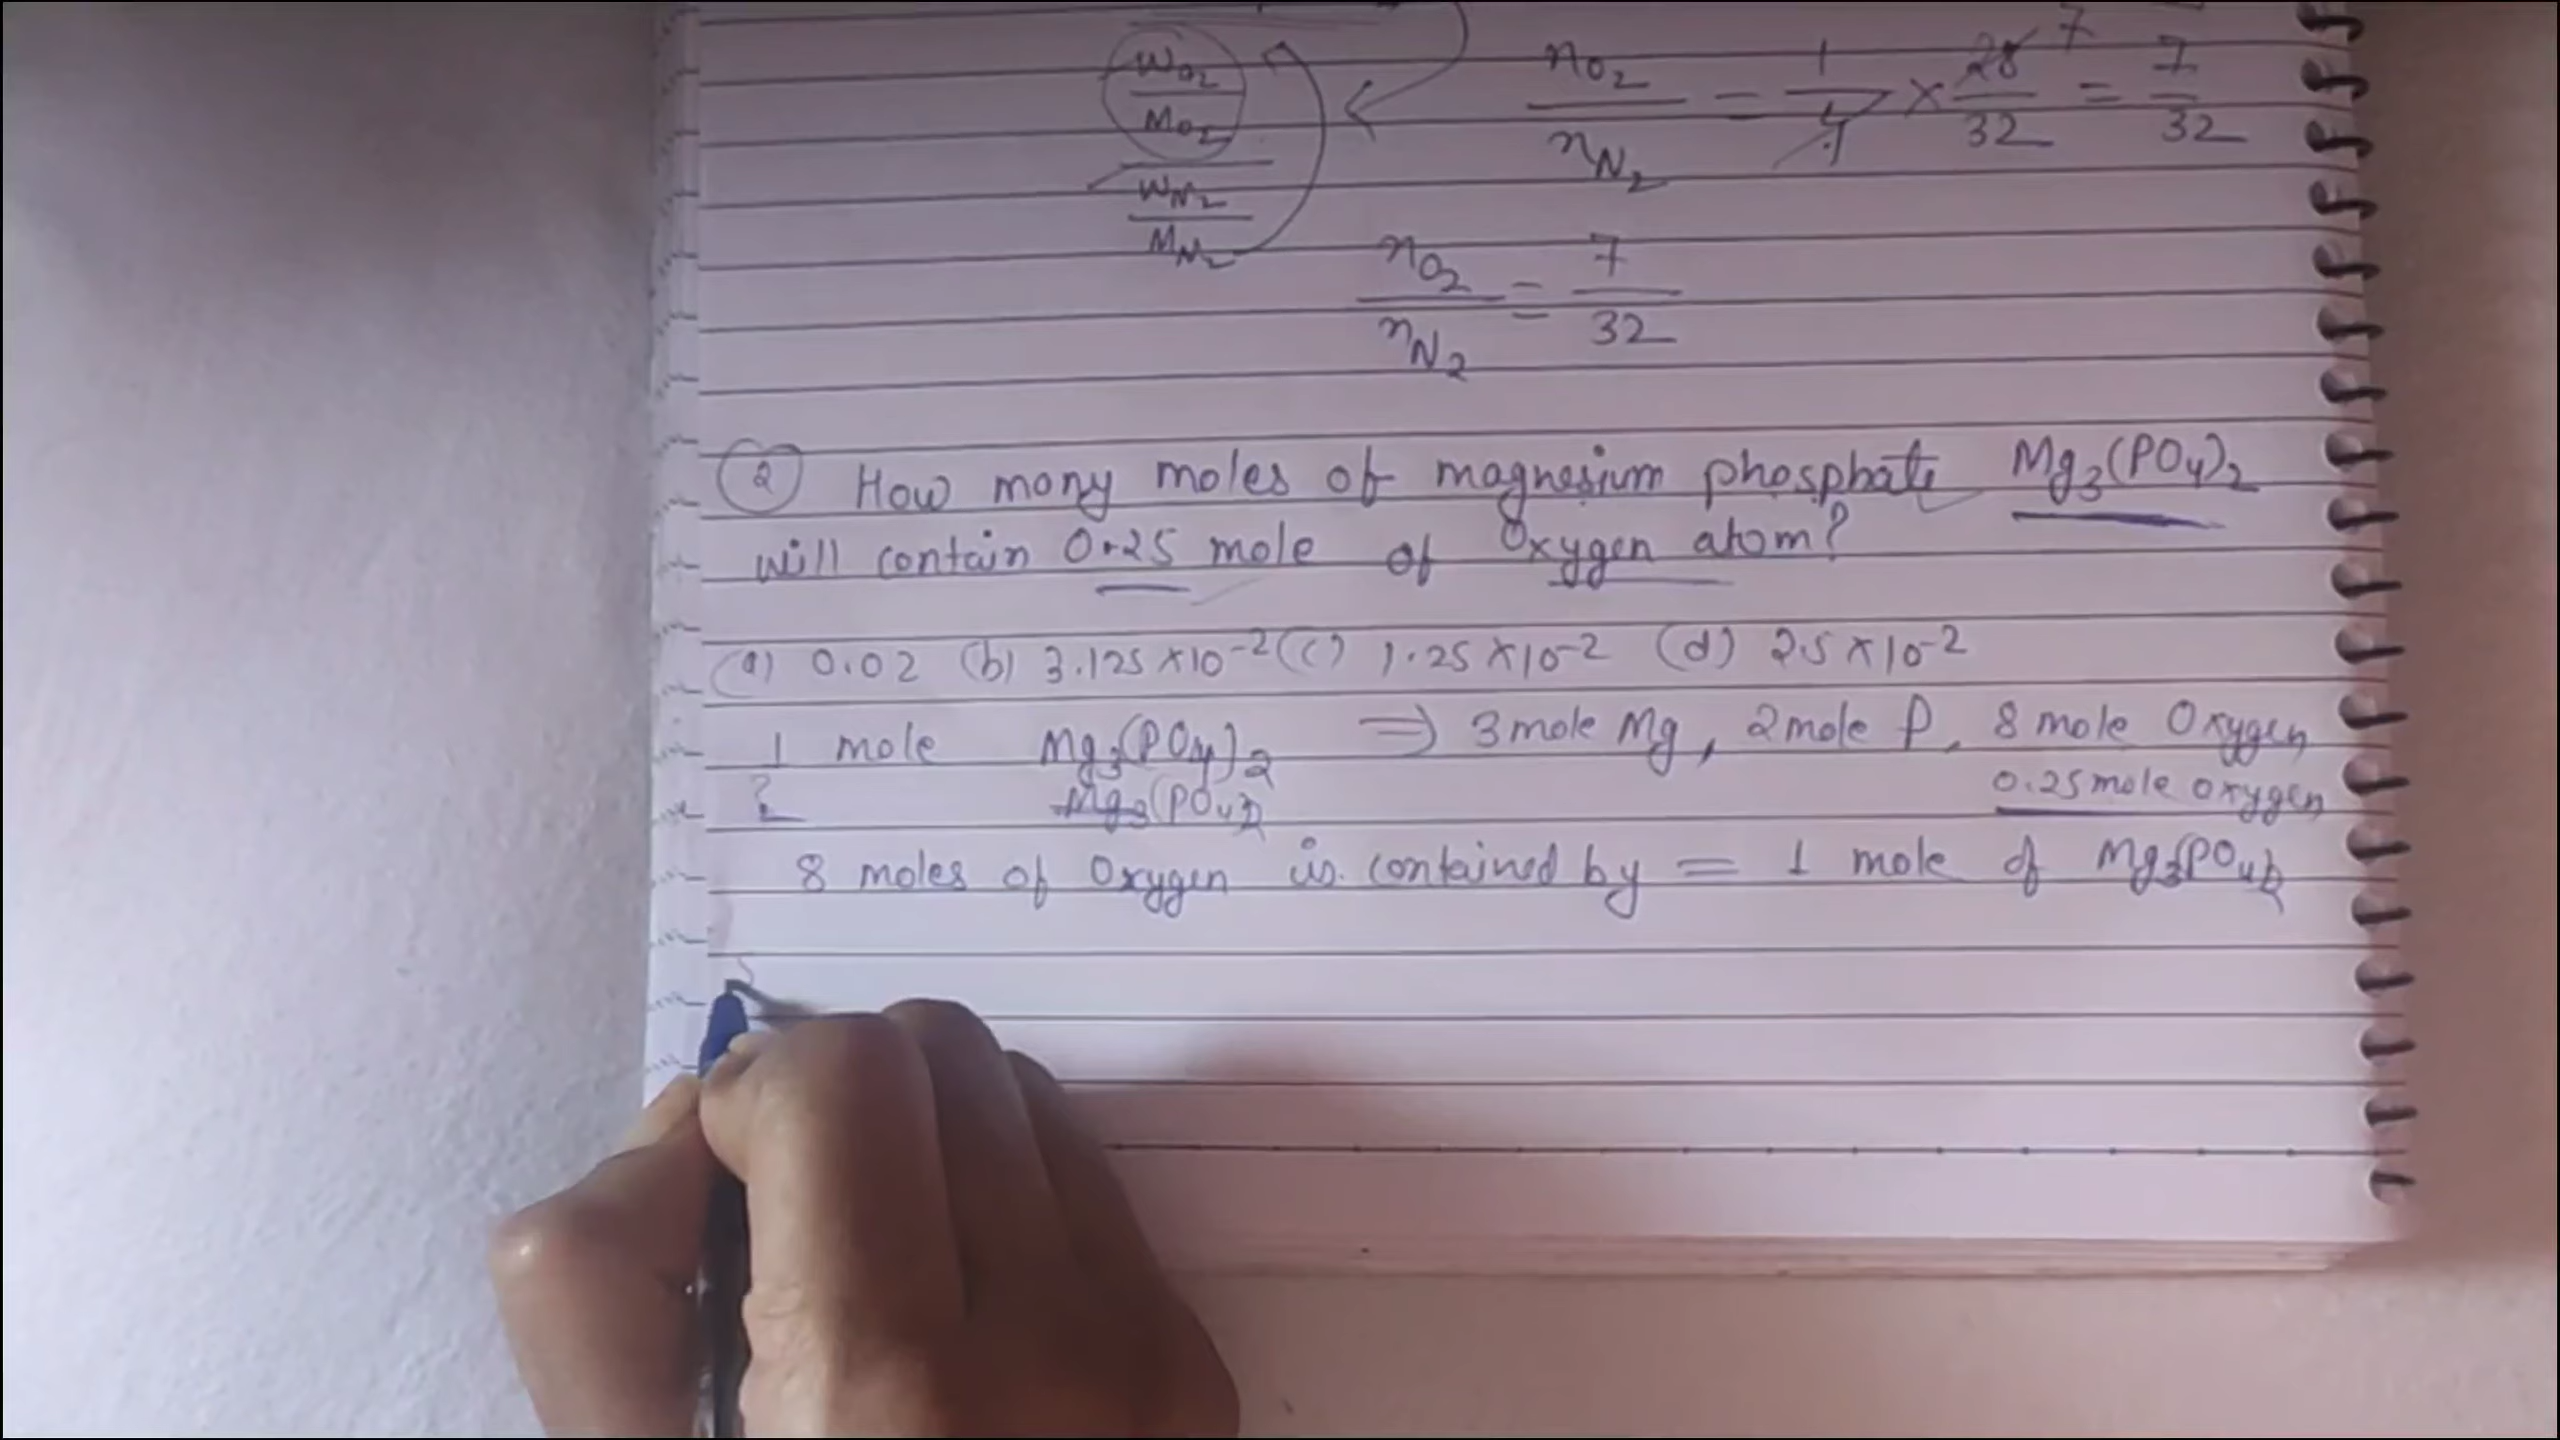 W_O₂
M_O₂
W_N₂
M_N₂
n_O₂ / n_N₂ = 1/4 × 28/32 = 7/32
7
n_O₂ / n_N₂ = 7/32
(2) How many moles of magnesium phosphate Mg₃(PO₄)₂
will contain 0.25 mole of Oxygen atom?
(a) 0.02 (b) 3.125 × 10⁻² (c) 1.25 × 10⁻² (d) 2.5 × 10⁻²
1 mole Mg₃(PO₄)₂ ⇒ 3 mole Mg, 2 mole P, 8 mole Oxygen
? Mg₃(PO₄)₂ 0.25 mole oxygen
8 moles of Oxygen is contained by = 1 mole of Mg₃(PO₄)₂